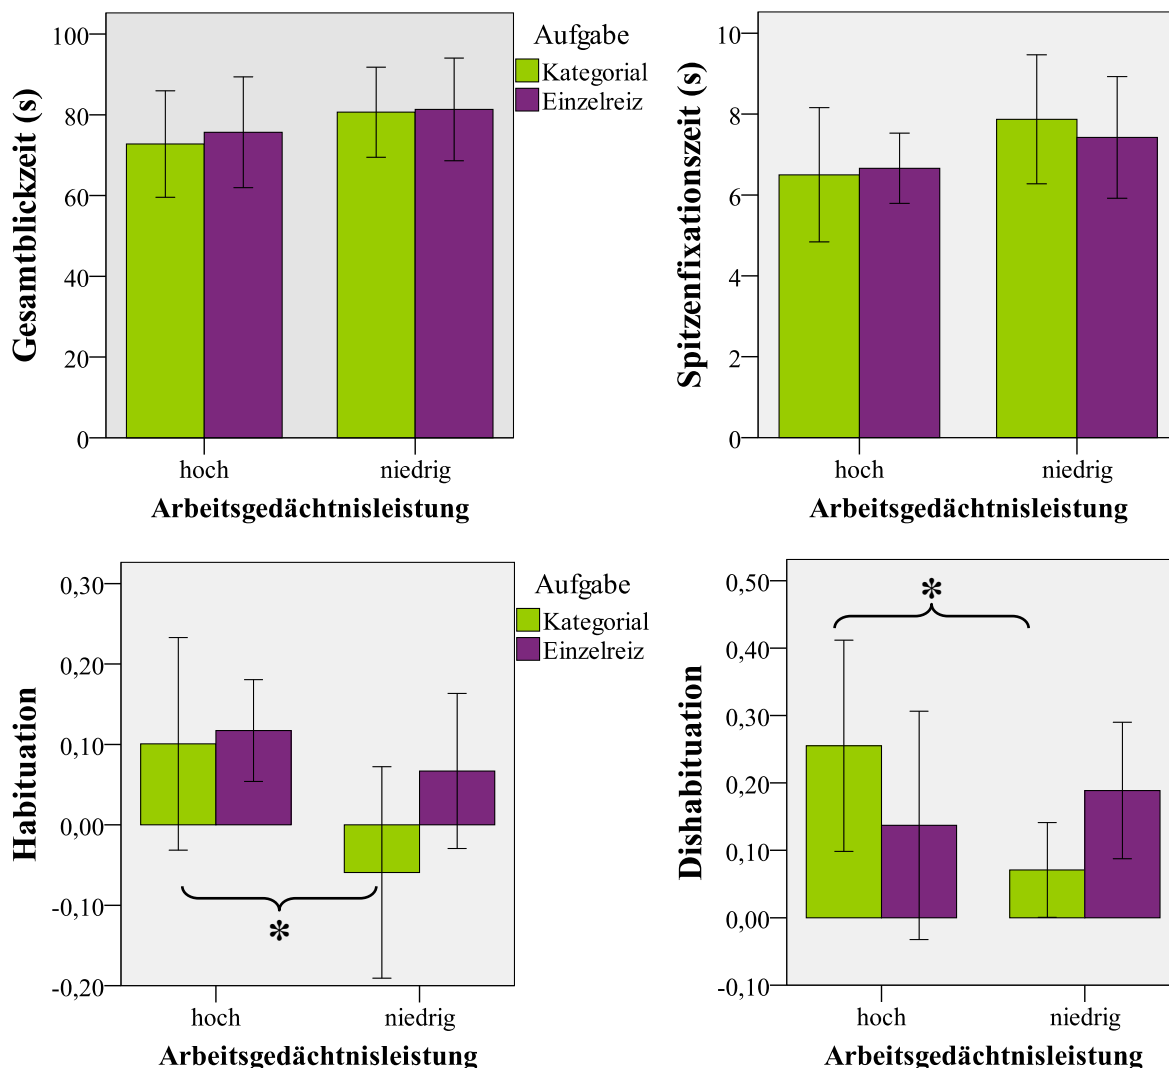 Gesamtblickzeit (s)
100
80
60
40
20
0
hoch niedrig
Arbeitsgedächtnisleistung
Aufgabe
Kategorial
Einzelreiz
Spitzenfixationszeit (s)
10
8
6
4
2
0
hoch niedrig
Arbeitsgedächtnisleistung
Habituation
0,30
0,20
0,10
0,00
-0,10
-0,20
*
hoch niedrig
Arbeitsgedächtnisleistung
Aufgabe
Kategorial
Einzelreiz
Dishabituation
0,50
0,40
0,30
0,20
0,10
0,00
-0,10
*
hoch niedrig
Arbeitsgedächtnisleistung